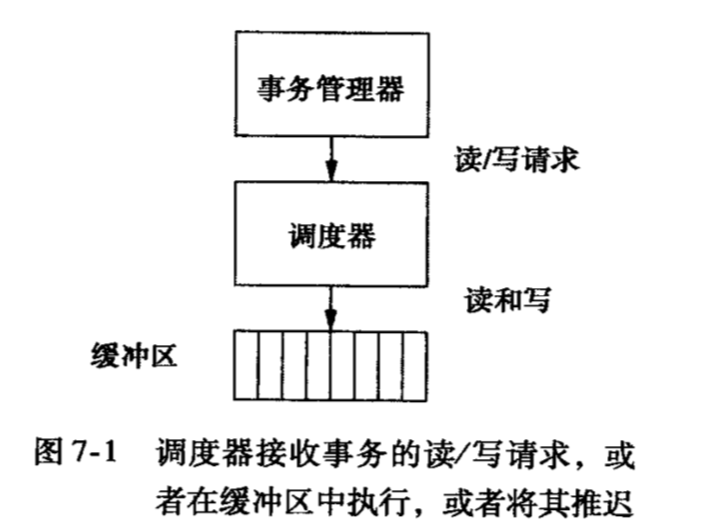 事务管理器
读/写请求
调度器
读和写
缓冲区
图 7-1 调度器接收事务的读/写请求，或
者在缓冲区中执行，或者将其推迟